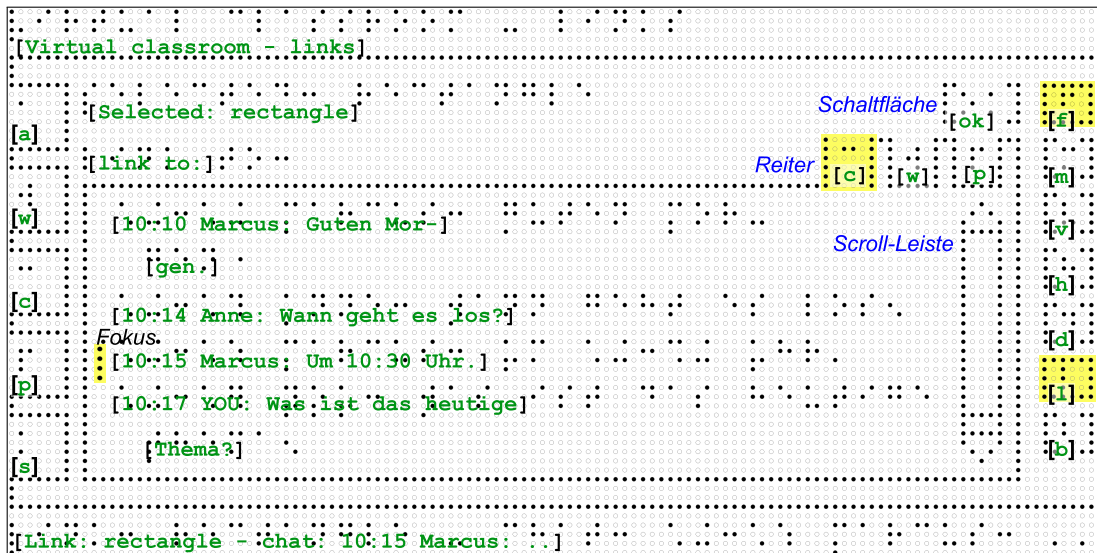 [Virtual classroom - links]
[Selected: rectangle]
Schaltfläche
[ok]
[f]
[a]
[link to:]
Reiter
[c]
[w]
[p]
[m]
[w]
[10:10 Marcus: Guten Mor-]
[v]
Scroll-Leiste
[gen.]
[h]
[c]
[10:14 Anne: Wann geht es los?]
Fokus
[d]
[10:15 Marcus: Um 10:30 Uhr.]
[p]
[l]
[10:17 YOU: Was ist das heutige]
[Thema?]
[b]
[s]
[Link: rectangle - chat: 10:15 Marcus: ..]